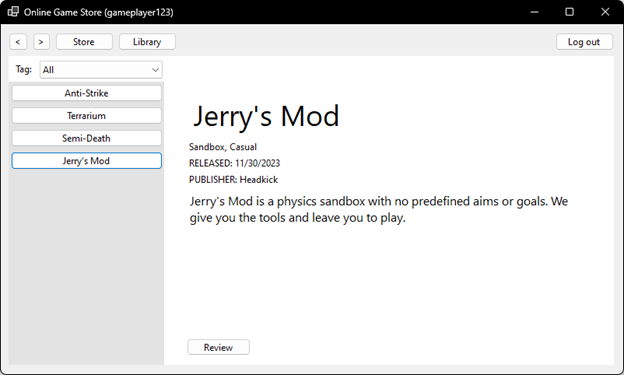 Online Game Store (gameplayer123)
< > Store Library Log out
Tag: All
Anti-Strike
Terrarium
Semi-Death
Jerry's Mod
Jerry's Mod
Sandbox, Casual
RELEASED: 11/30/2023
PUBLISHER: Headkick
Jerry's Mod is a physics sandbox with no predefined aims or goals. We
give you the tools and leave you to play.
Review